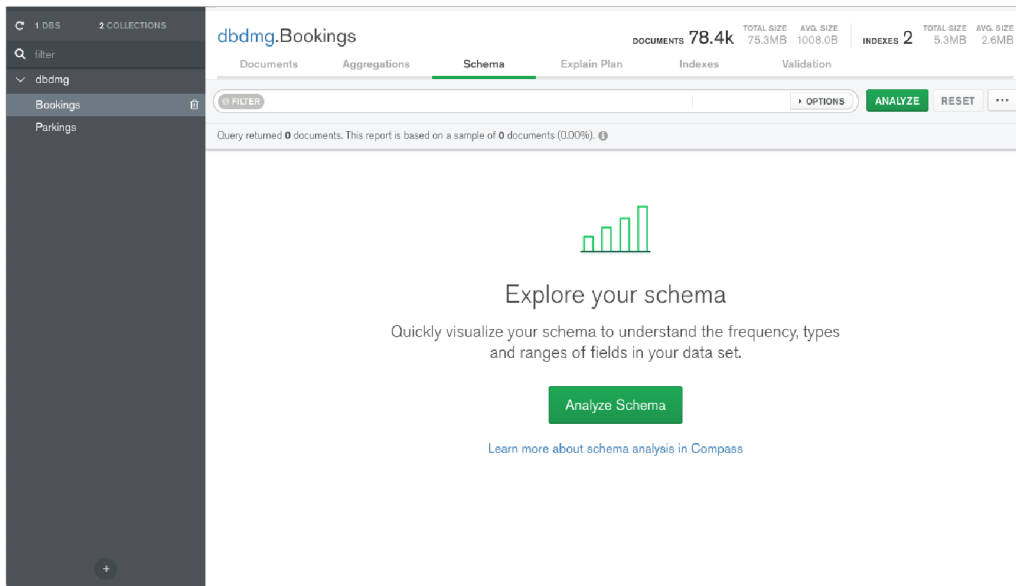 1 DBS 2 COLLECTIONS
filter
dbdmg
Bookings
Parkings
+
dbdmg.Bookings
DOCUMENTS 78.4k TOTAL SIZE 75.3MB AVG. SIZE 1008.0B INDEXES 2 TOTAL SIZE 5.3MB AVG. SIZE 2.6MB
Documents Aggregations Schema Explain Plan Indexes Validation
FILTER OPTIONS ANALYZE RESET ...
Query returned 0 documents. This report is based on a sample of 0 documents (0.00%).
Explore your schema
Quickly visualize your schema to understand the frequency, types
and ranges of fields in your data set.
Analyze Schema
Learn more about schema analysis in Compass